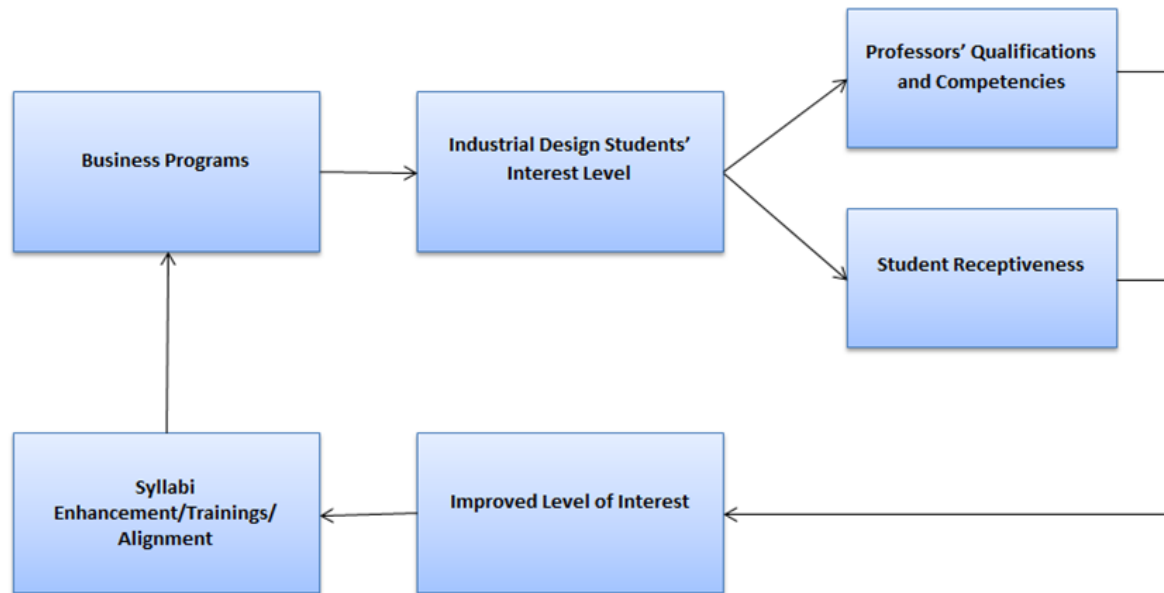 Professors' Qualifications
and Competencies
Business Programs
Industrial Design Students'
Interest Level
Student Receptiveness
Syllabi
Enhancement/Trainings/
Alignment
Improved Level of Interest